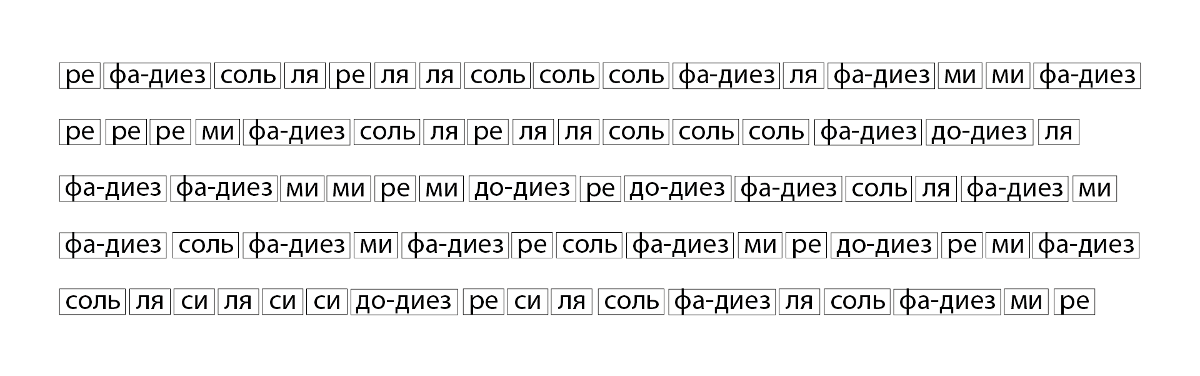 ре фа-диез соль ля ре ля ля соль соль соль фа-диез ля фа-диез ми ми фа-диез
ре ре ре ми фа-диез соль ля ре ля ля соль соль соль фа-диез до-диез ля
фа-диез фа-диез ми ми ре ми до-диез ре до-диез фа-диез соль ля фа-диез ми
фа-диез соль фа-диез ми фа-диез ре соль фа-диез ми ре до-диез ре ми фа-диез
соль ля си ля си си до-диез ре си ля соль фа-диез ля соль фа-диез ми ре